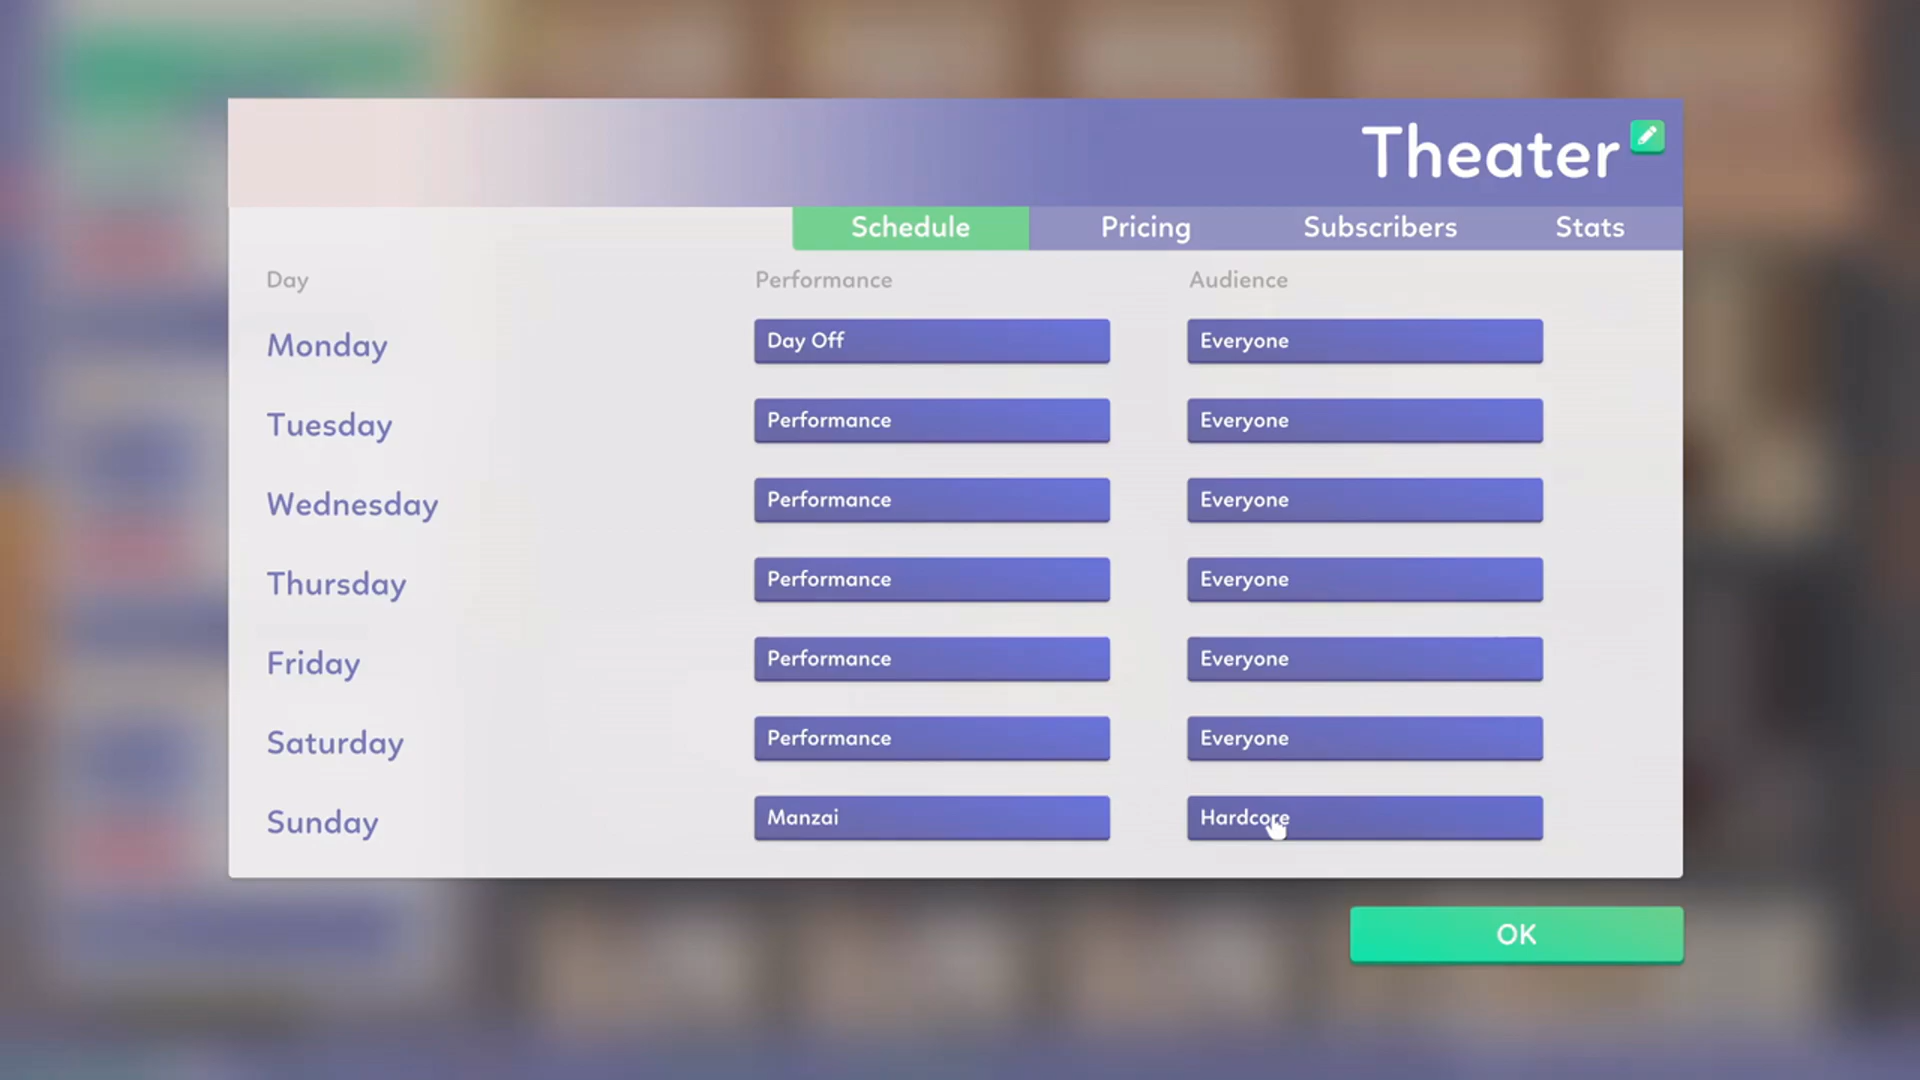 Theater
Schedule Pricing Subscribers Stats
Day Performance Audience
Monday Day Off Everyone
Tuesday Performance Everyone
Wednesday Performance Everyone
Thursday Performance Everyone
Friday Performance Everyone
Saturday Performance Everyone
Sunday Manzai Hardcore
OK